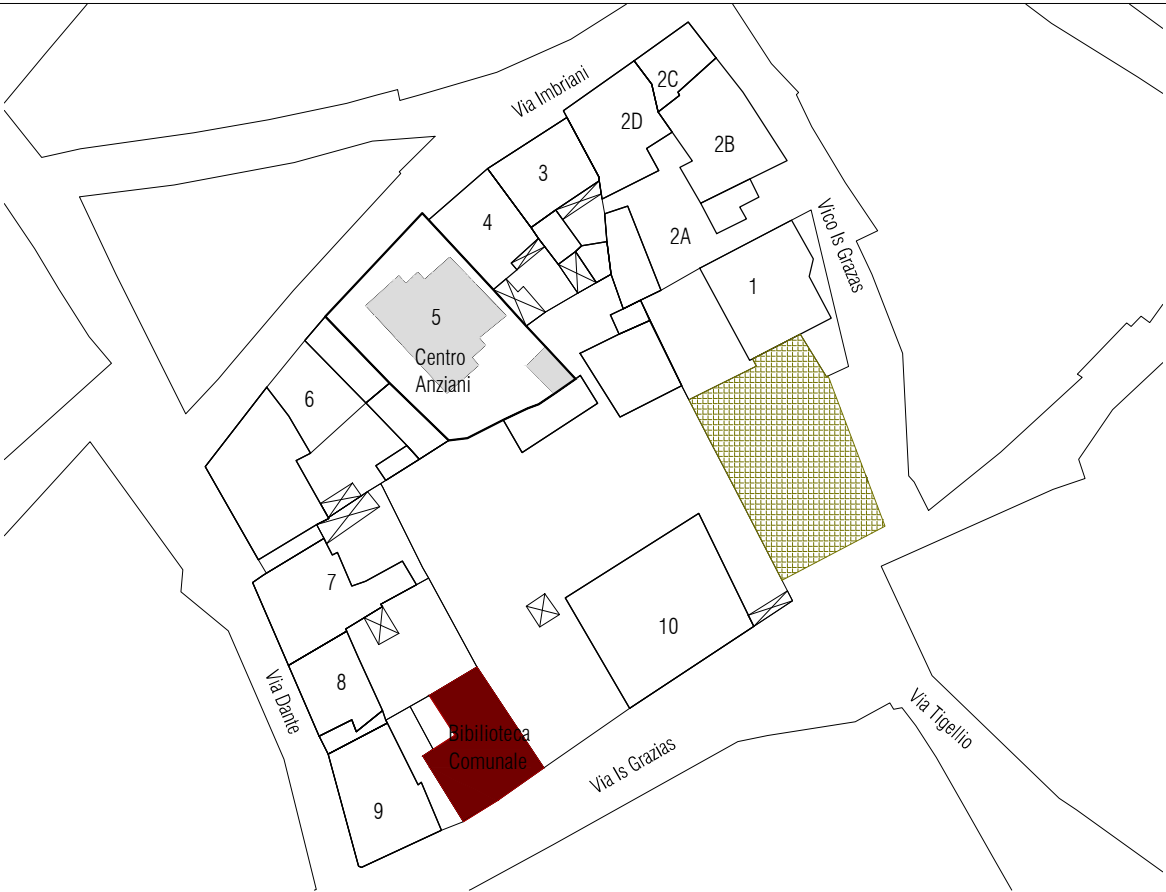 Via Imbriani
2C
2D
2B
3
4
2A
Vico Is Grazas
1
5
Centro
Anziani
6
7
10
8
Via Dante
Bibilioteca
Comunale
Via Tigellio
Via Is Grazias
9